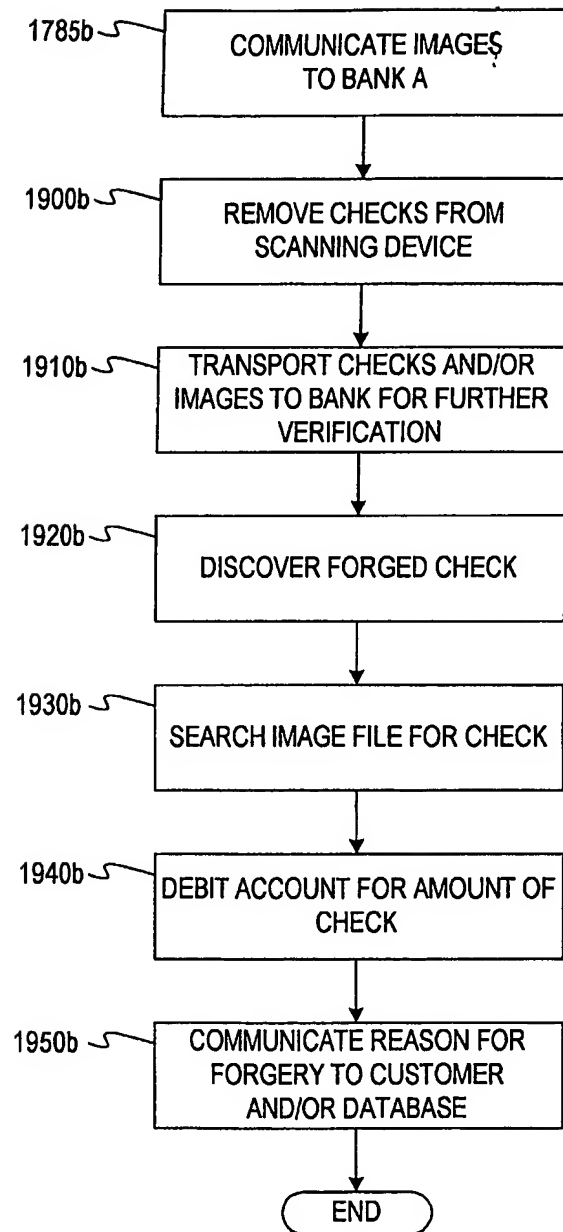 1785b
COMMUNICATE IMAGES
TO BANK A
1900b
REMOVE CHECKS FROM
SCANNING DEVICE
1910b
TRANSPORT CHECKS AND/OR
IMAGES TO BANK FOR FURTHER
VERIFICATION
1920b
DISCOVER FORGED CHECK
1930b
SEARCH IMAGE FILE FOR CHECK
1940b
DEBIT ACCOUNT FOR AMOUNT OF
CHECK
1950b
COMMUNICATE REASON FOR
FORGERY TO CUSTOMER
AND/OR DATABASE
END